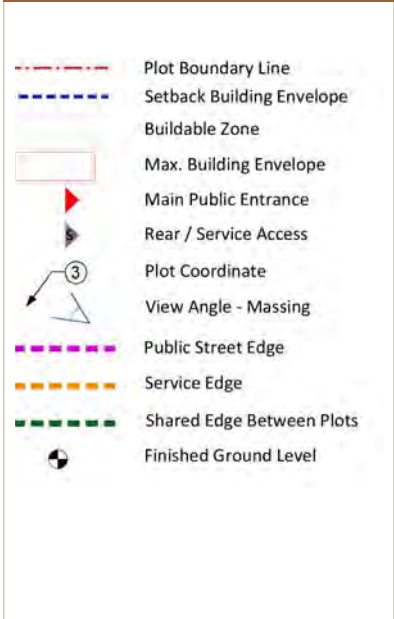 Plot Boundary Line
Setback Building Envelope
Buildable Zone
Max. Building Envelope
Main Public Entrance
S Rear / Service Access
3 Plot Coordinate
View Angle - Massing
Public Street Edge
Service Edge
Shared Edge Between Plots
Finished Ground Level